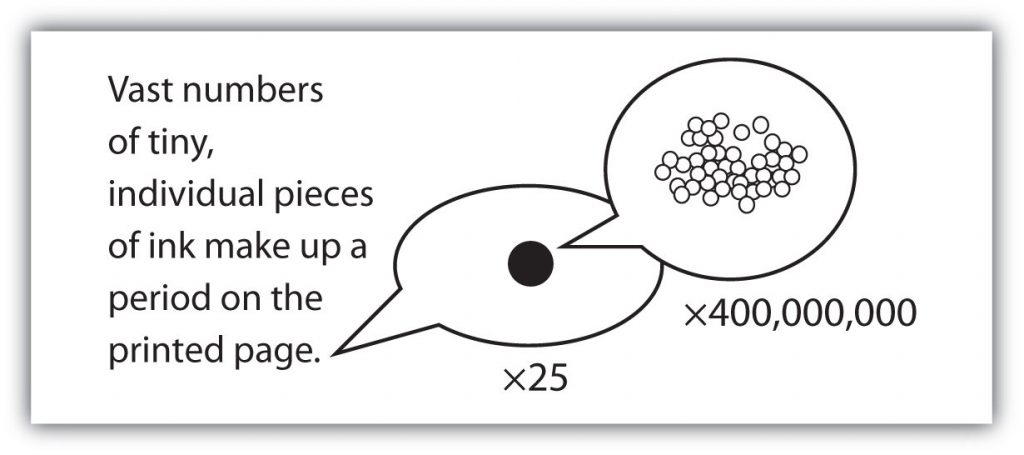 Vast numbers
of tiny,
individual pieces
of ink make up a
period on the
printed page.
×25
×400,000,000